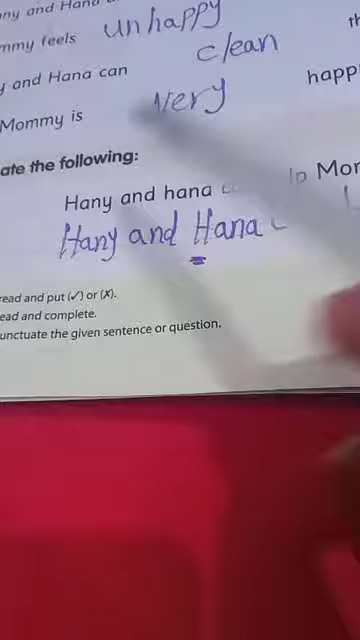 ny and Hana
unhappy
mmy feels
clean
y and Hana can
very
happ
Mommy is
ate the following:
Hany and hana lp Mor
Hany and Hana
read and put (✓) or (X).
ead and complete.
unctuate the given sentence or question.